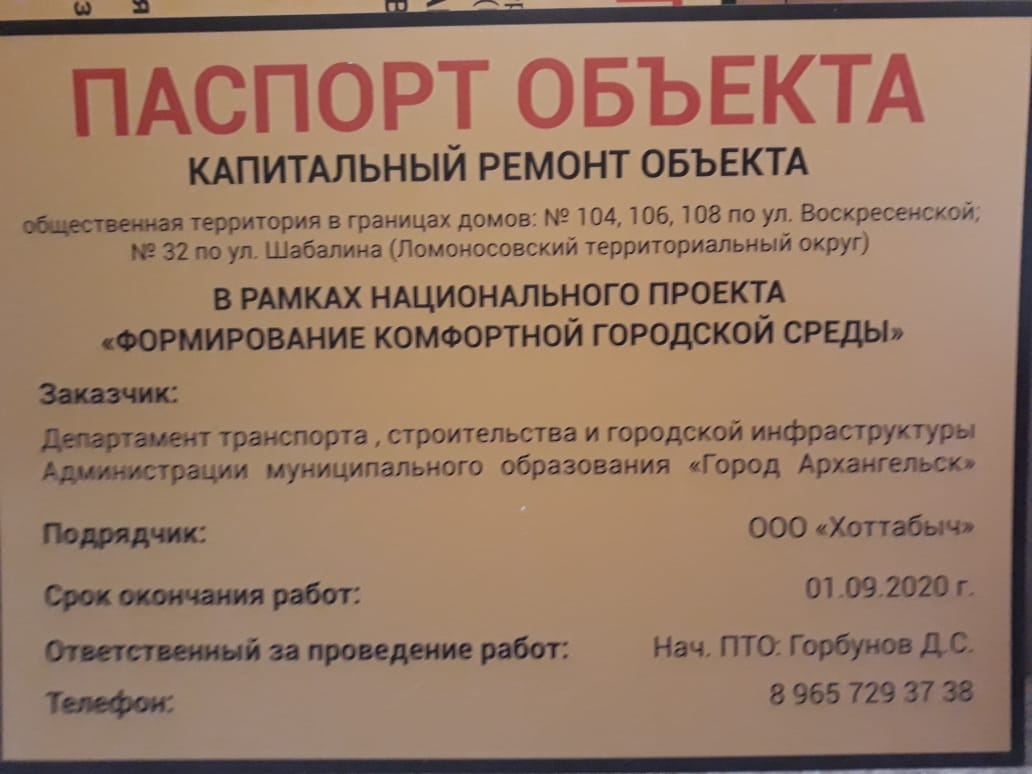 ПАСПОРТ ОБЪЕКТА
КАПИТАЛЬНЫЙ РЕМОНТ ОБЪЕКТА
общественная территория в границах домов: № 104, 106, 108 по ул. Воскресенской;
№ 32 по ул. Шабалина (Ломоносовский территориальный округ)
В РАМКАХ НАЦИОНАЛЬНОГО ПРОЕКТА
«ФОРМИРОВАНИЕ КОМФОРТНОЙ ГОРОДСКОЙ СРЕДЫ»
Заказчик:
Департамент транспорта , строительства и городской инфраструктуры
Администрации муниципального образования «Город Архангельск»
Подрядчик: ООО «Хоттабыч»
Срок окончания работ: 01.09.2020 г.
Ответственный за проведение работ: Нач. ПТО: Горбунов Д.С.
Телефон: 8 965 729 37 38